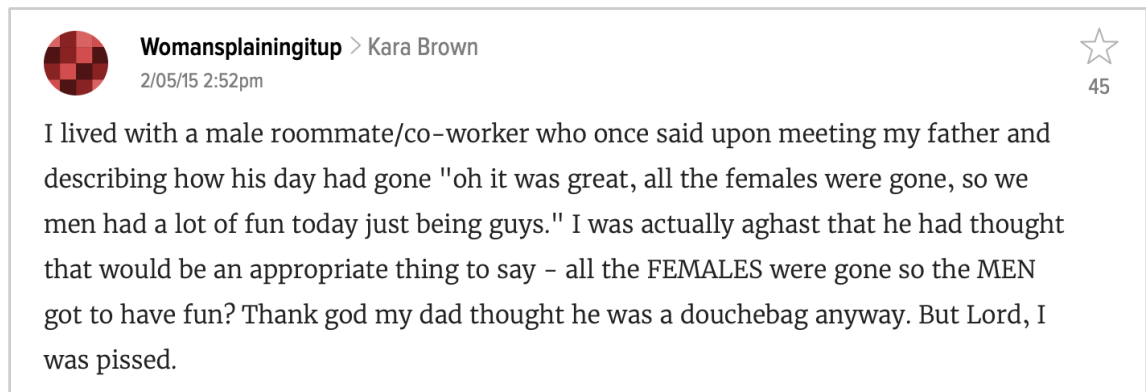 Womansplainingitup > Kara Brown
2/05/15 2:52pm
45
I lived with a male roommate/co-worker who once said upon meeting my father and
describing how his day had gone "oh it was great, all the females were gone, so we
men had a lot of fun today just being guys." I was actually aghast that he had thought
that would be an appropriate thing to say - all the FEMALES were gone so the MEN
got to have fun? Thank god my dad thought he was a douchebag anyway. But Lord, I
was pissed.